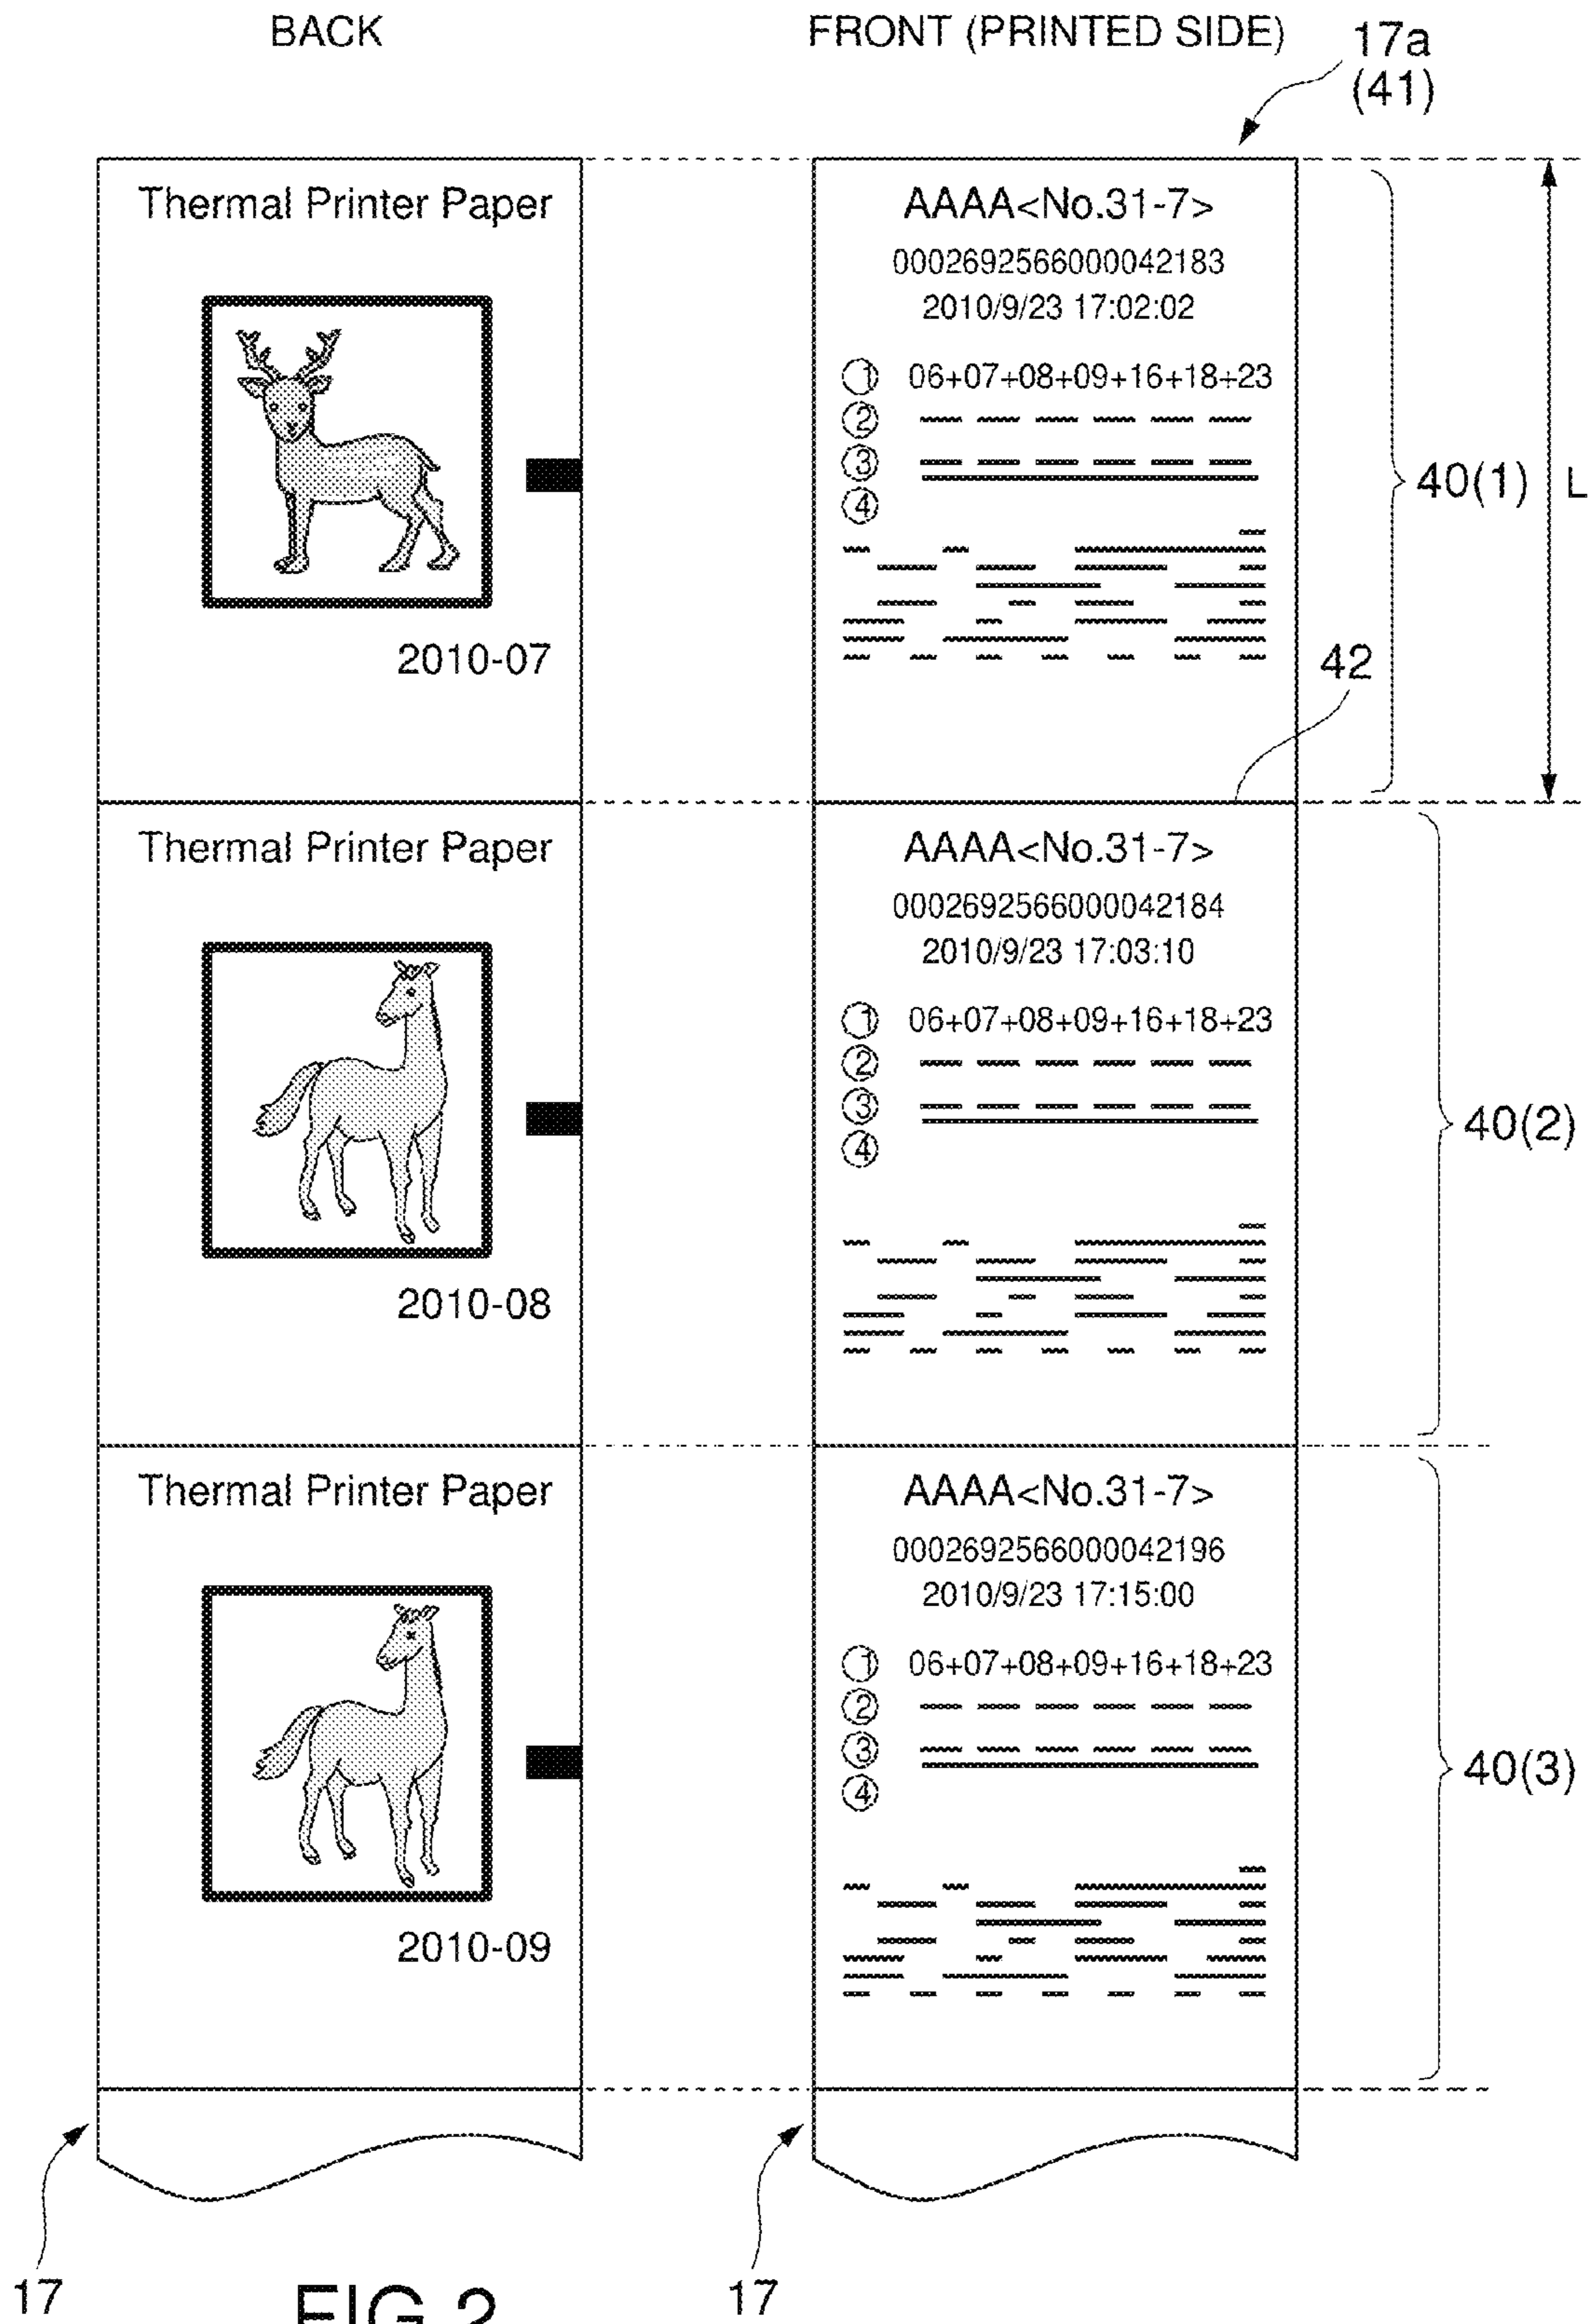 BACK
FRONT (PRINTED SIDE)
17a
(41)
Thermal Printer Paper
2010-07
AAAA<No.31-7>
0002692566000042183
2010/9/23 17:02:02
① 06+07+08+09+16+18+23
②
③
④
40(1)
L
42
Thermal Printer Paper
2010-08
AAAA<No.31-7>
0002692566000042184
2010/9/23 17:03:10
① 06+07+08+09+16+18+23
②
③
④
40(2)
Thermal Printer Paper
2010-09
AAAA<No.31-7>
0002692566000042196
2010/9/23 17:15:00
① 06+07+08+09+16+18+23
②
③
④
40(3)
17
17
FIG.2